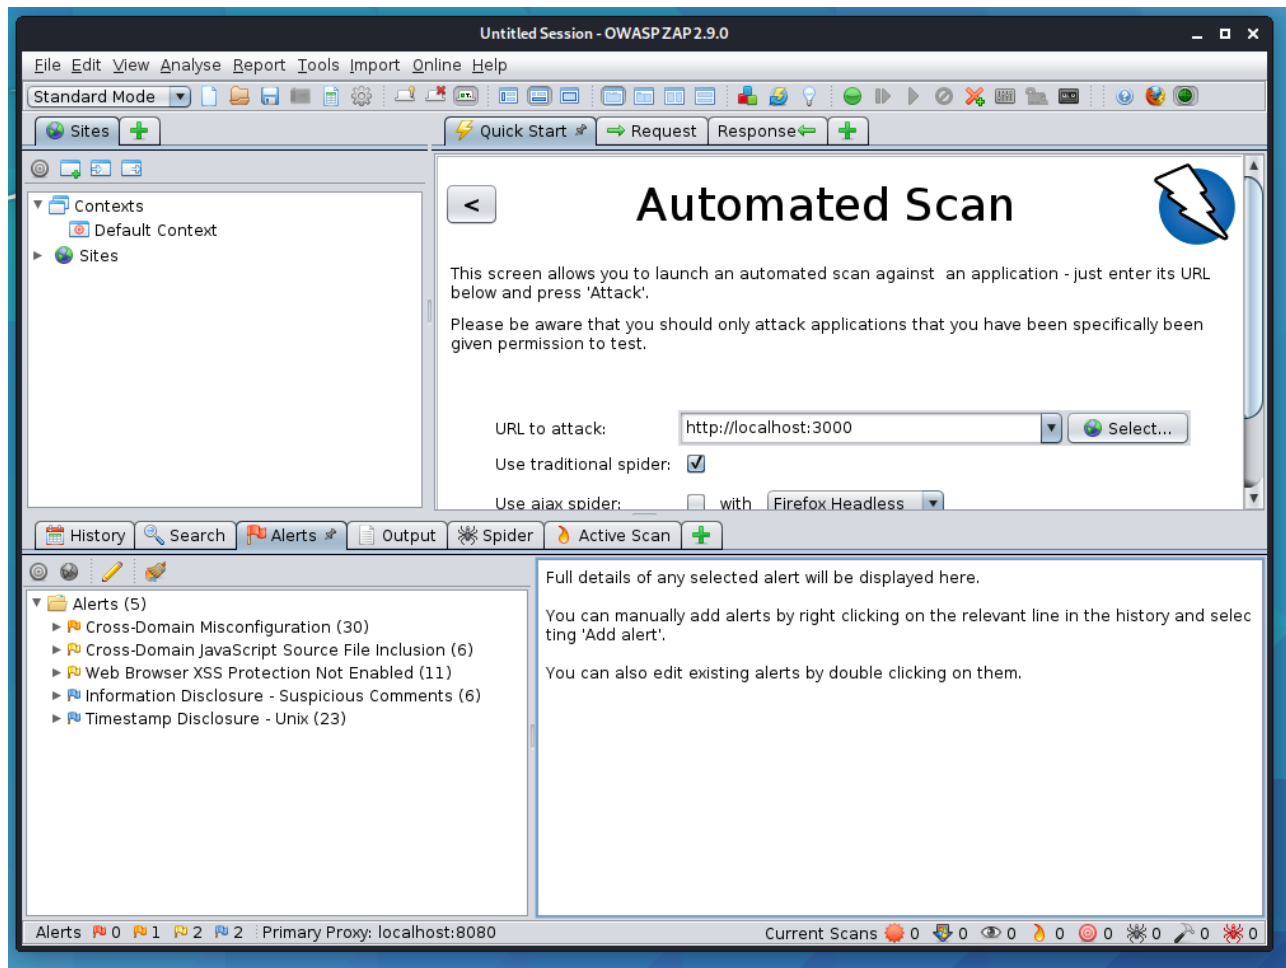 Untitled Session - OWASP ZAP 2.9.0
File Edit View Analyse Report Tools Import Online Help
Standard Mode
Sites
Quick Start
Request
Response
Contexts
Default Context
Sites
<
Automated Scan
This screen allows you to launch an automated scan against  an application - just enter its URL
below and press 'Attack'.
Please be aware that you should only attack applications that you have been specifically been
given permission to test.
URL to attack:
http://localhost:3000
Select...
Use traditional spider:
Use ajax spider:
with
Firefox Headless
History
Search
Alerts
Output
Spider
Active Scan
Alerts (5)
Cross-Domain Misconfiguration (30)
Cross-Domain JavaScript Source File Inclusion (6)
Web Browser XSS Protection Not Enabled (11)
Information Disclosure - Suspicious Comments (6)
Timestamp Disclosure - Unix (23)
Full details of any selected alert will be displayed here.
You can manually add alerts by right clicking on the relevant line in the history and selec
ting 'Add alert'.
You can also edit existing alerts by double clicking on them.
Alerts 0 1 2 2 Primary Proxy: localhost:8080
Current Scans 0 0 0 0 0 0 0 0